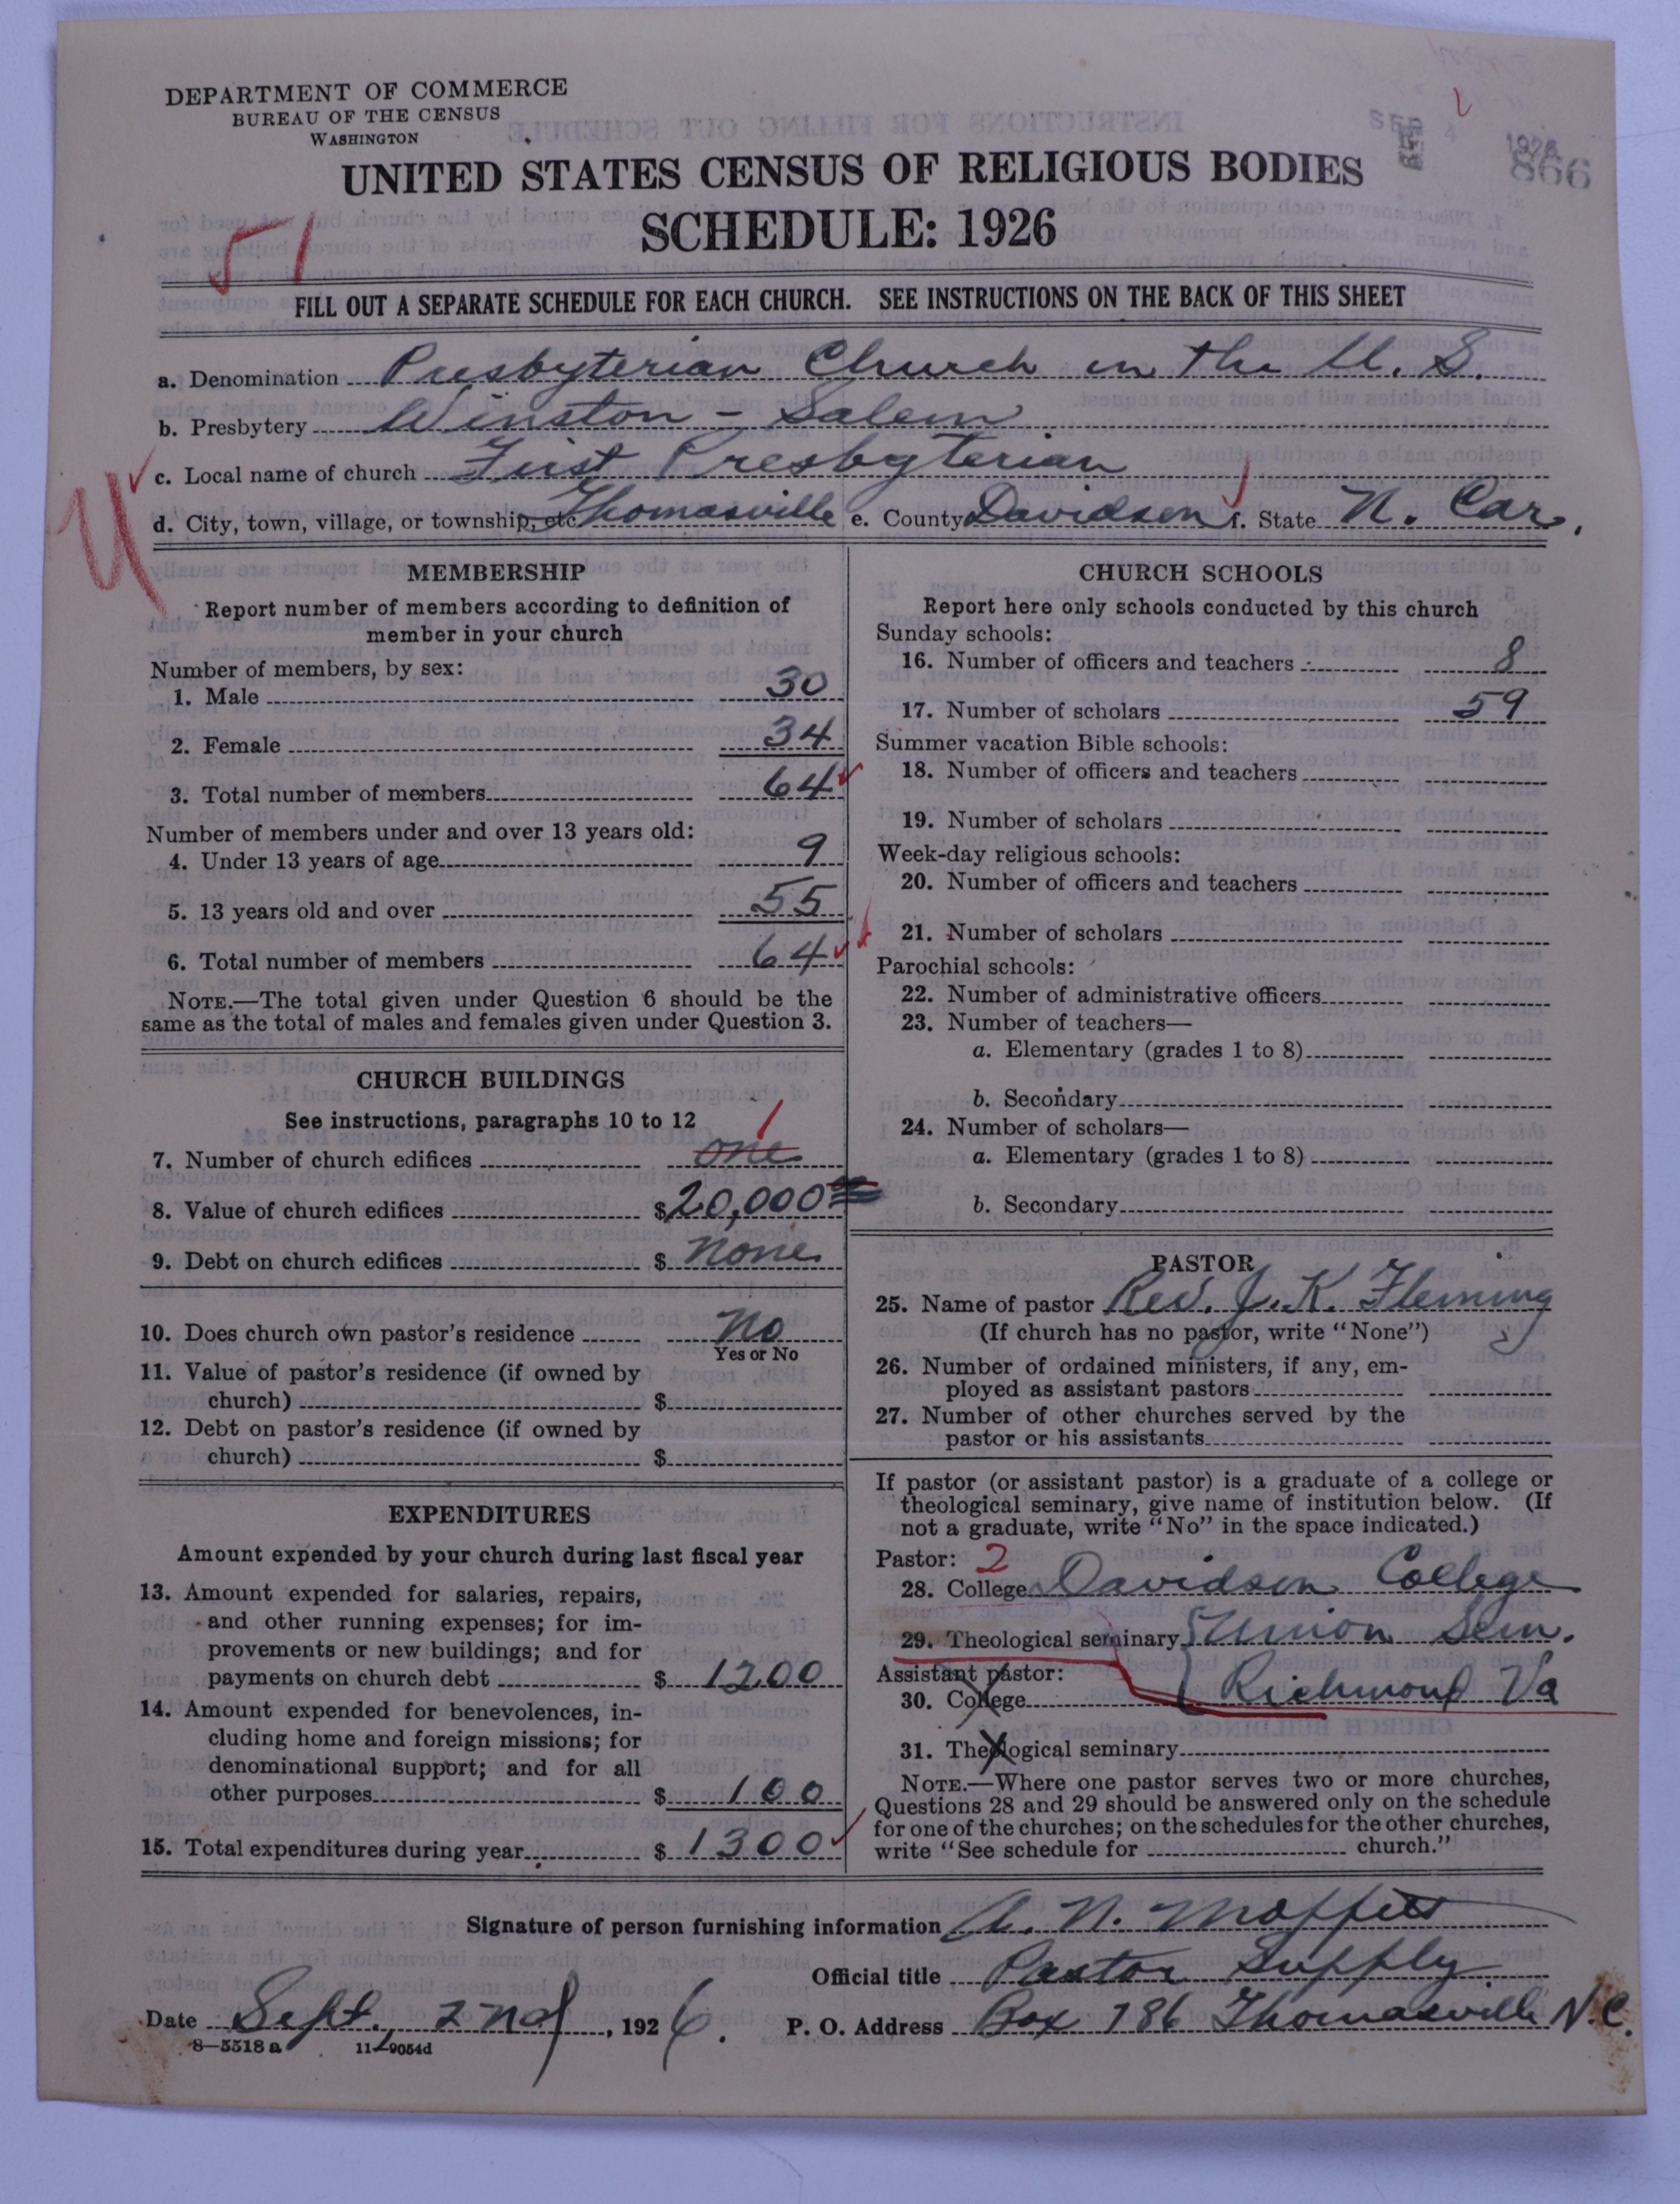 DEPARTMENT OF COMMERCE
BUREAU OF THE CENSUS
WASHINGTON
SEP 4 1926
866
UNITED STATES CENSUS OF RELIGIOUS BODIES
SCHEDULE: 1926
51
FILL OUT A SEPARATE SCHEDULE FOR EACH CHURCH. SEE INSTRUCTIONS ON THE BACK OF THIS SHEET
a. Denomination Presbyterian Church in the U. S.
b. Presbytery Winston - Salem
c. Local name of church First Presbyterian
d. City, town, village, or township, etc. Thomasville e. County Davidson f. State N. Car.
MEMBERSHIP
Report number of members according to definition of
member in your church
Number of members, by sex:
1. Male 30
2. Female 34
3. Total number of members 64
Number of members under and over 13 years old:
4. Under 13 years of age 9
5. 13 years old and over 55
6. Total number of members 64
NOTE.—The total given under Question 6 should be the
same as the total of males and females given under Question 3.
CHURCH BUILDINGS
See instructions, paragraphs 10 to 12
1
7. Number of church edifices one
8. Value of church edifices $20,000
9. Debt on church edifices $ None
10. Does church own pastor's residence No
Yes or No
11. Value of pastor's residence (if owned by
church) $
12. Debt on pastor's residence (if owned by
church) $
EXPENDITURES
Amount expended by your church during last fiscal year
13. Amount expended for salaries, repairs,
and other running expenses; for im-
provements or new buildings; and for
payments on church debt $ 1200
14. Amount expended for benevolences, in-
cluding home and foreign missions; for
denominational support; and for all
other purposes $ 100
15. Total expenditures during year $ 1300
CHURCH SCHOOLS
Report here only schools conducted by this church
Sunday schools:
16. Number of officers and teachers 8
17. Number of scholars 59
Summer vacation Bible schools:
18. Number of officers and teachers
19. Number of scholars
Week-day religious schools:
20. Number of officers and teachers
21. Number of scholars
Parochial schools:
22. Number of administrative officers
23. Number of teachers—
a. Elementary (grades 1 to 8)
b. Secondary
24. Number of scholars—
a. Elementary (grades 1 to 8)
b. Secondary
PASTOR
25. Name of pastor Rev. J. K. Fleming
(If church has no pastor, write "None")
26. Number of ordained ministers, if any, em-
ployed as assistant pastors
27. Number of other churches served by the
pastor or his assistants
If pastor (or assistant pastor) is a graduate of a college or
theological seminary, give name of institution below. (If
not a graduate, write "No" in the space indicated.)
Pastor: 2
28. College Davidson College
29. Theological seminary Union Sem.
Assistant pastor:
30. College Richmond Va
31. Theological seminary
NOTE.—Where one pastor serves two or more churches,
Questions 28 and 29 should be answered only on the schedule
for one of the churches; on the schedules for the other churches,
write "See schedule for church."
Signature of person furnishing information A. N. Moffitt
Official title Pastor Supply
Date Sept. 2nd, 1926. P. O. Address Box 786 Thomasville N.C.
8—5518 a 11—9054d